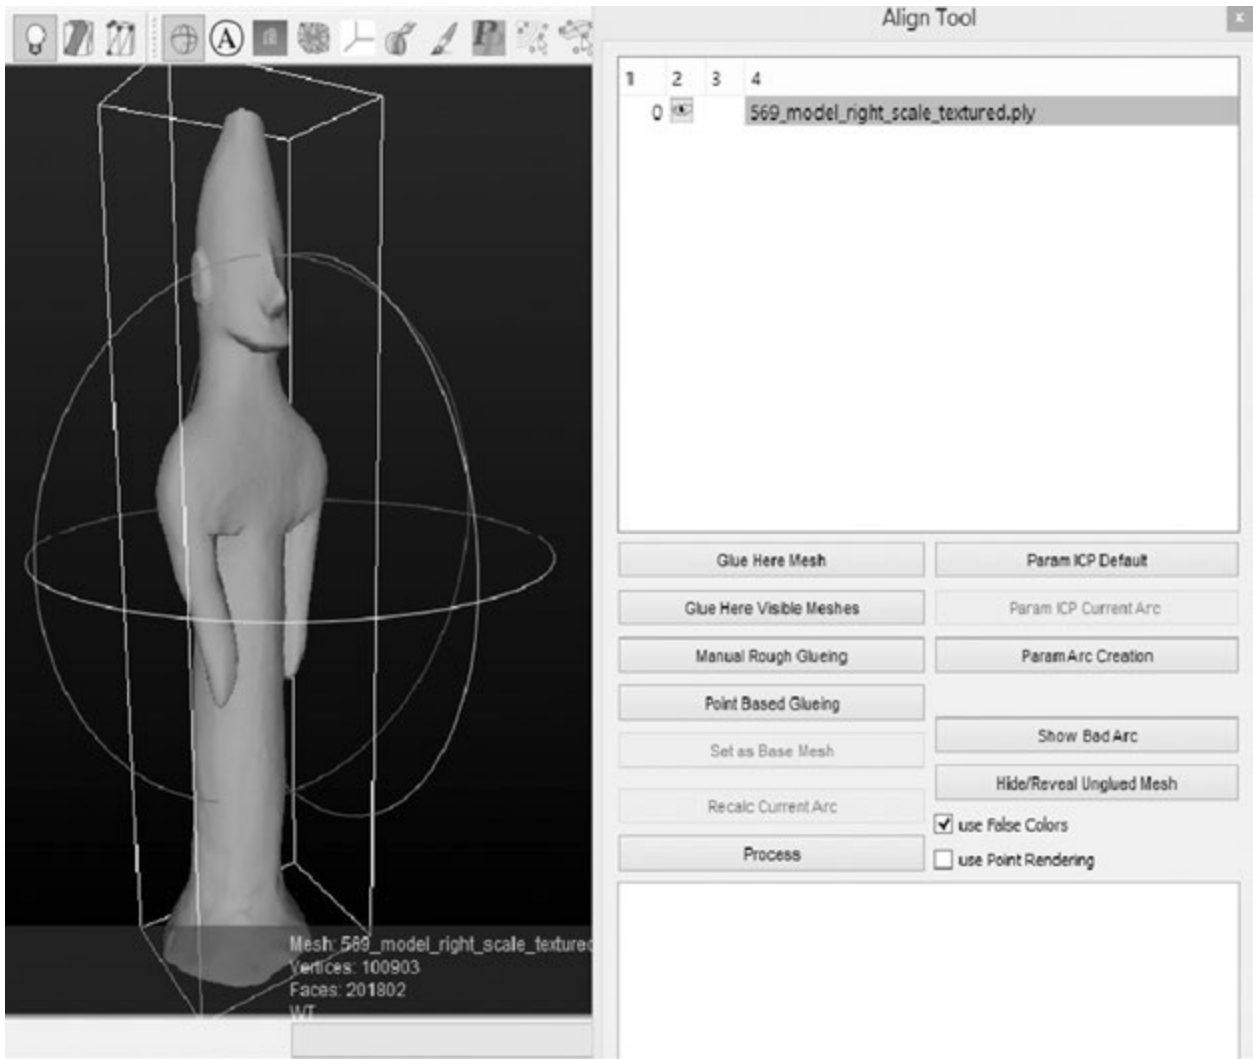 Align Tool
x
A
P
1 2 3 4
0 569_model_right_scale_textured.ply
Glue Here Mesh
Param ICP Default
Glue Here Visible Meshes
Param ICP Current Arc
Manual Rough Glueing
Param Arc Creation
Point Based Glueing
Set as Base Mesh
Show Bad Arc
Hide/Reveal Unglued Mesh
Recalc Current Arc
use False Colors
Process
use Point Rendering
Mesh: 569_model_right_scale_textured
Vertices: 100903
Faces: 201802
WT